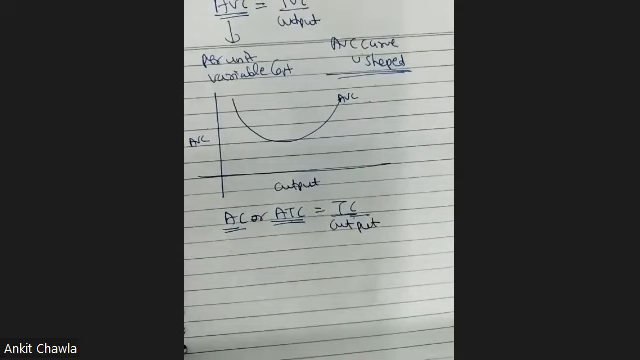 AVC = TVC
output
per unit
variable Cost
AVC Curve
U Shaped
AVC
AVC
output
AC or ATC = TC
output
Ankit Chawla